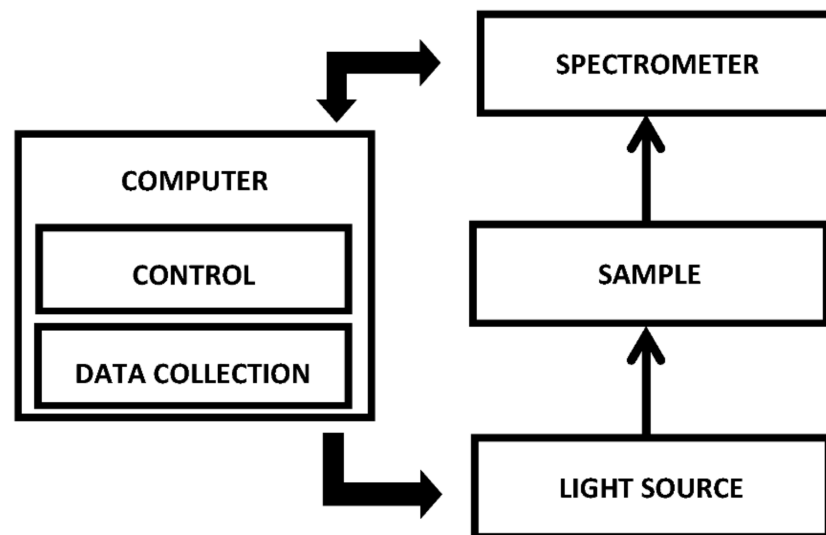 SPECTROMETER
COMPUTER
CONTROL
SAMPLE
DATA COLLECTION
LIGHT SOURCE